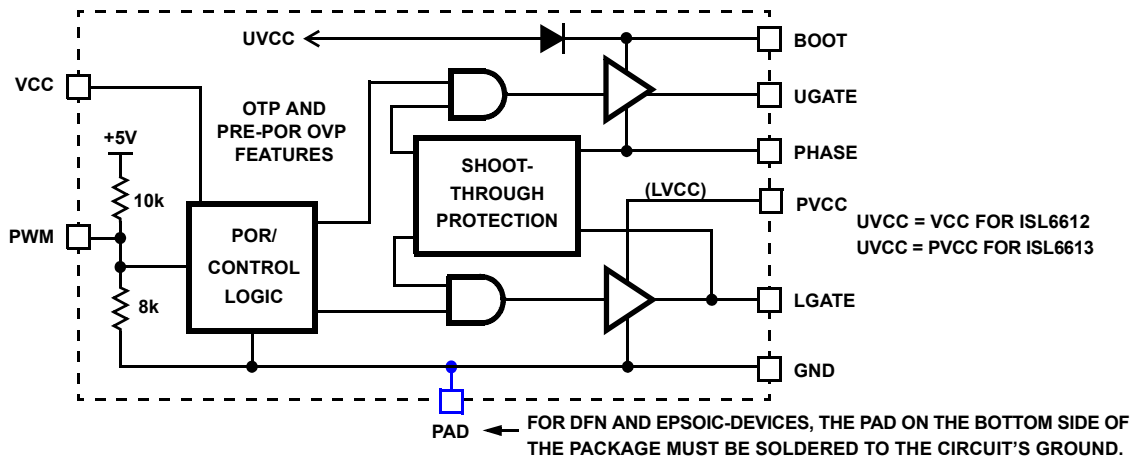 UVCC
BOOT
VCC
OTP AND
PRE-POR OVP
FEATURES
UGATE
+5V
10k
SHOOT-
THROUGH
PROTECTION
PHASE
(LVCC)
PVCC
UVCC = VCC FOR ISL6612
UVCC = PVCC FOR ISL6613
PWM
POR/
CONTROL
LOGIC
8k
LGATE
GND
PAD
FOR DFN AND EPSOIC-DEVICES, THE PAD ON THE BOTTOM SIDE OF
THE PACKAGE MUST BE SOLDERED TO THE CIRCUIT'S GROUND.